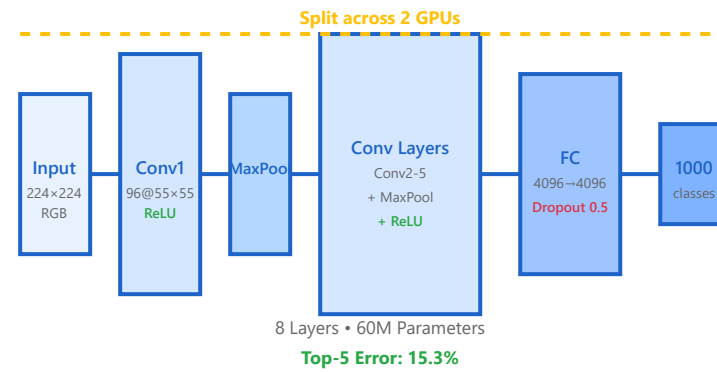 Split across 2 GPUs
Input
224×224
RGB
Conv1
96@55×55
ReLU
MaxPoo
Conv Layers
Conv2-5
+ MaxPool
+ ReLU
FC
4096→4096
Dropout 0.5
1000
classes
8 Layers • 60M Parameters
Top-5 Error: 15.3%